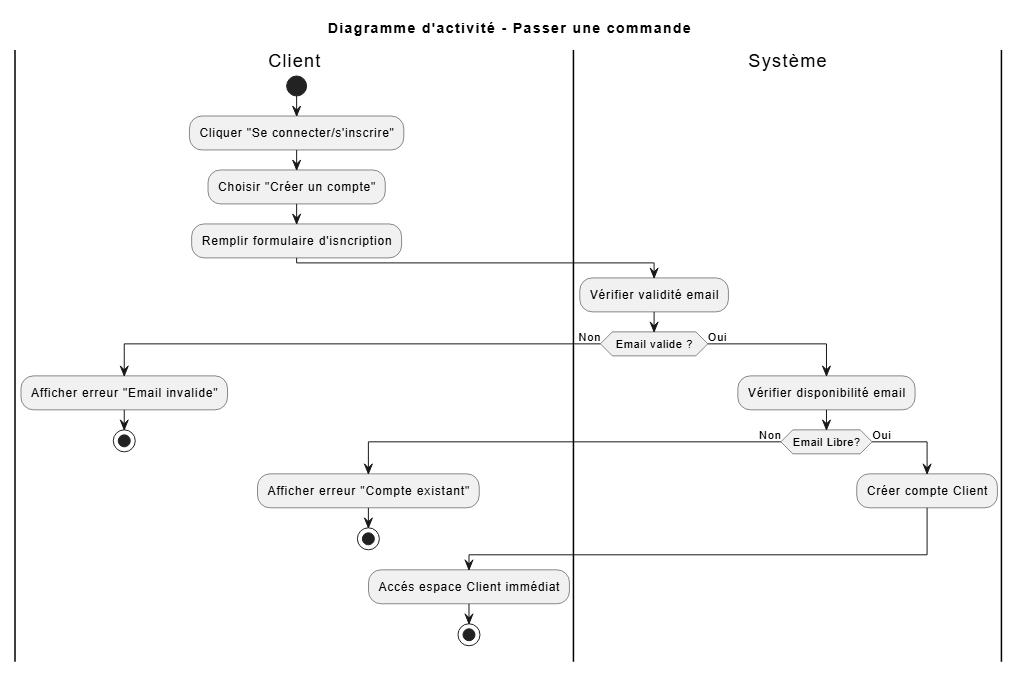 Diagramme d'activité - Passer une commande
Client
Système
Cliquer "Se connecter/s'inscrire"
Choisir "Créer un compte"
Remplir formulaire d'isncription
Vérifier validité email
Non
Email valide ?
Oui
Afficher erreur "Email invalide"
Vérifier disponibilité email
Non
Email Libre?
Oui
Afficher erreur "Compte existant"
Créer compte Client
Accés espace Client immédiat